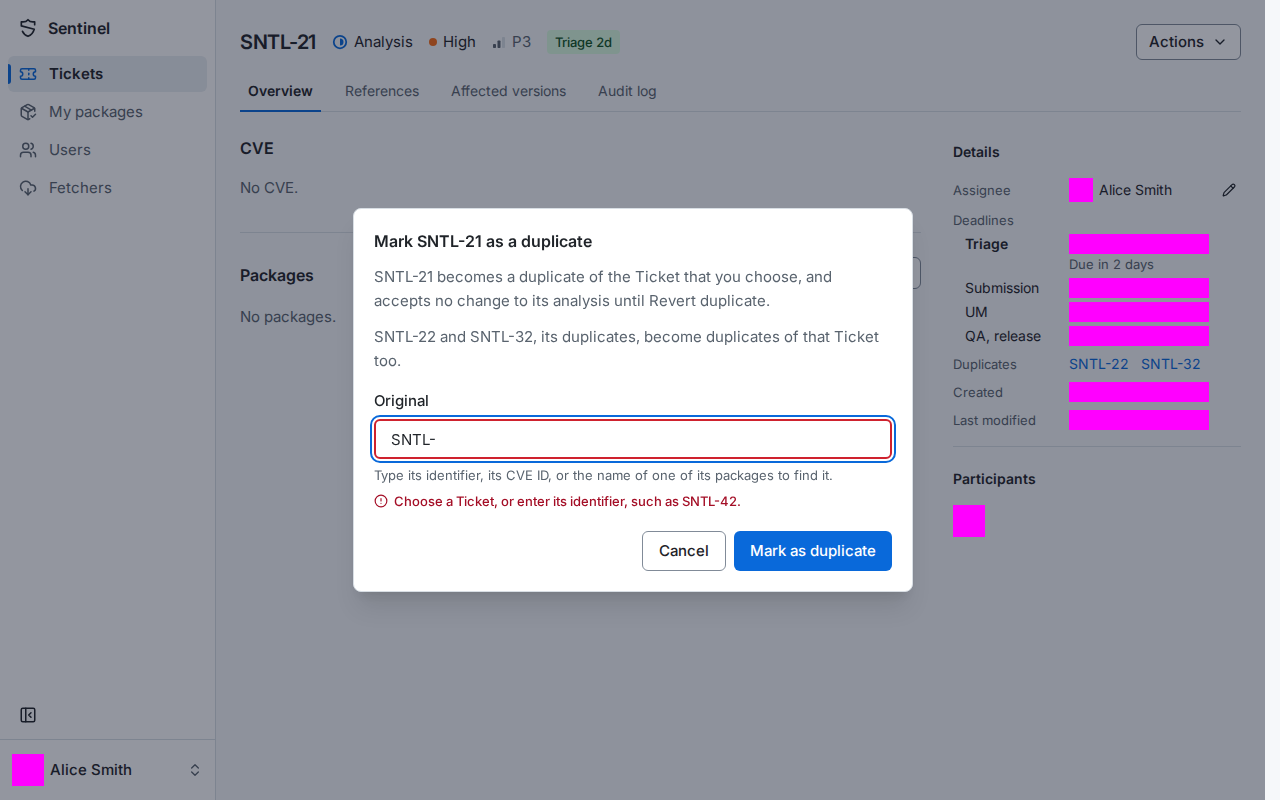 Sentinel
Tickets
My packages
Users
Fetchers
Alice Smith
SNTL-21 Analysis High P3 Triage 2d
Actions
Overview References Affected versions Audit log
CVE
No CVE.
Packages
No packages.
Details
Assignee Alice Smith
Deadlines
Triage
Due in 2 days
Submission
UM
QA, release
Duplicates SNTL-22 SNTL-32
Created
Last modified
Participants
Mark SNTL-21 as a duplicate
SNTL-21 becomes a duplicate of the Ticket that you choose, and
accepts no change to its analysis until Revert duplicate.
SNTL-22 and SNTL-32, its duplicates, become duplicates of that Ticket
too.
Original
SNTL-
Type its identifier, its CVE ID, or the name of one of its packages to find it.
Choose a Ticket, or enter its identifier, such as SNTL-42.
Cancel Mark as duplicate